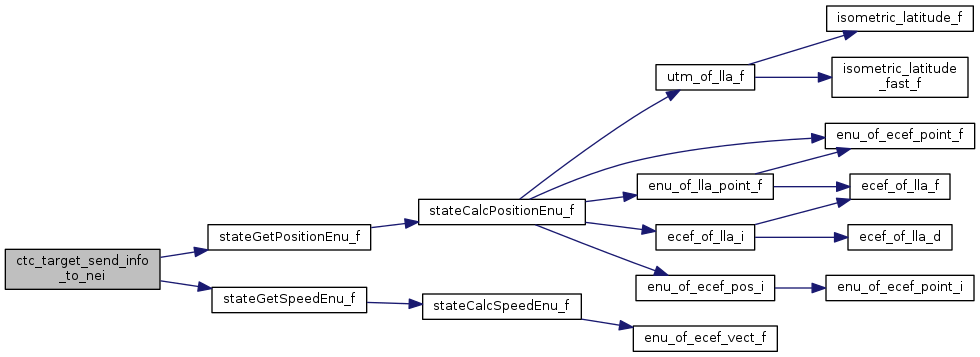 ctc_target_send_info
_to_nei
stateGetPositionEnu_f
stateGetSpeedEnu_f
stateCalcPositionEnu_f
stateCalcSpeedEnu_f
utm_of_lla_f
enu_of_lla_point_f
ecef_of_lla_i
enu_of_ecef_pos_i
enu_of_ecef_vect_f
isometric_latitude_f
isometric_latitude
_fast_f
enu_of_ecef_point_f
ecef_of_lla_f
ecef_of_lla_d
enu_of_ecef_point_i